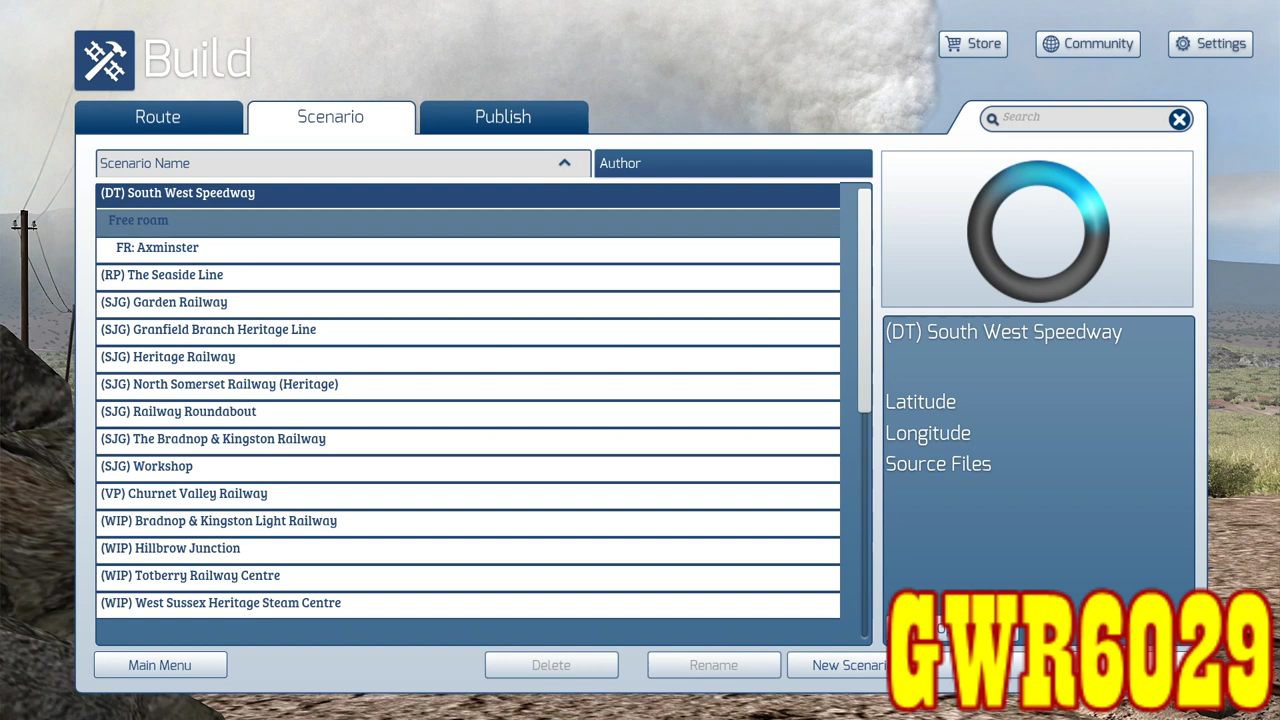 Build
Store
Community
Settings
Route
Scenario
Publish
Search
Scenario Name
Author
(DT) South West Speedway
Free roam
FR: Axminster
(RP) The Seaside Line
(SJG) Garden Railway
(SJG) Granfield Branch Heritage Line
(SJG) Heritage Railway
(SJG) North Somerset Railway (Heritage)
(SJG) Railway Roundabout
(SJG) The Bradnop & Kingston Railway
(SJG) Workshop
(VP) Churnet Valley Railway
(WIP) Bradnop & Kingston Light Railway
(WIP) Hillbrow Junction
(WIP) Totberry Railway Centre
(WIP) West Sussex Heritage Steam Centre
(DT) South West Speedway
Latitude
Longitude
Source Files
Main Menu
Delete
Rename
New Scenari
GWR6029